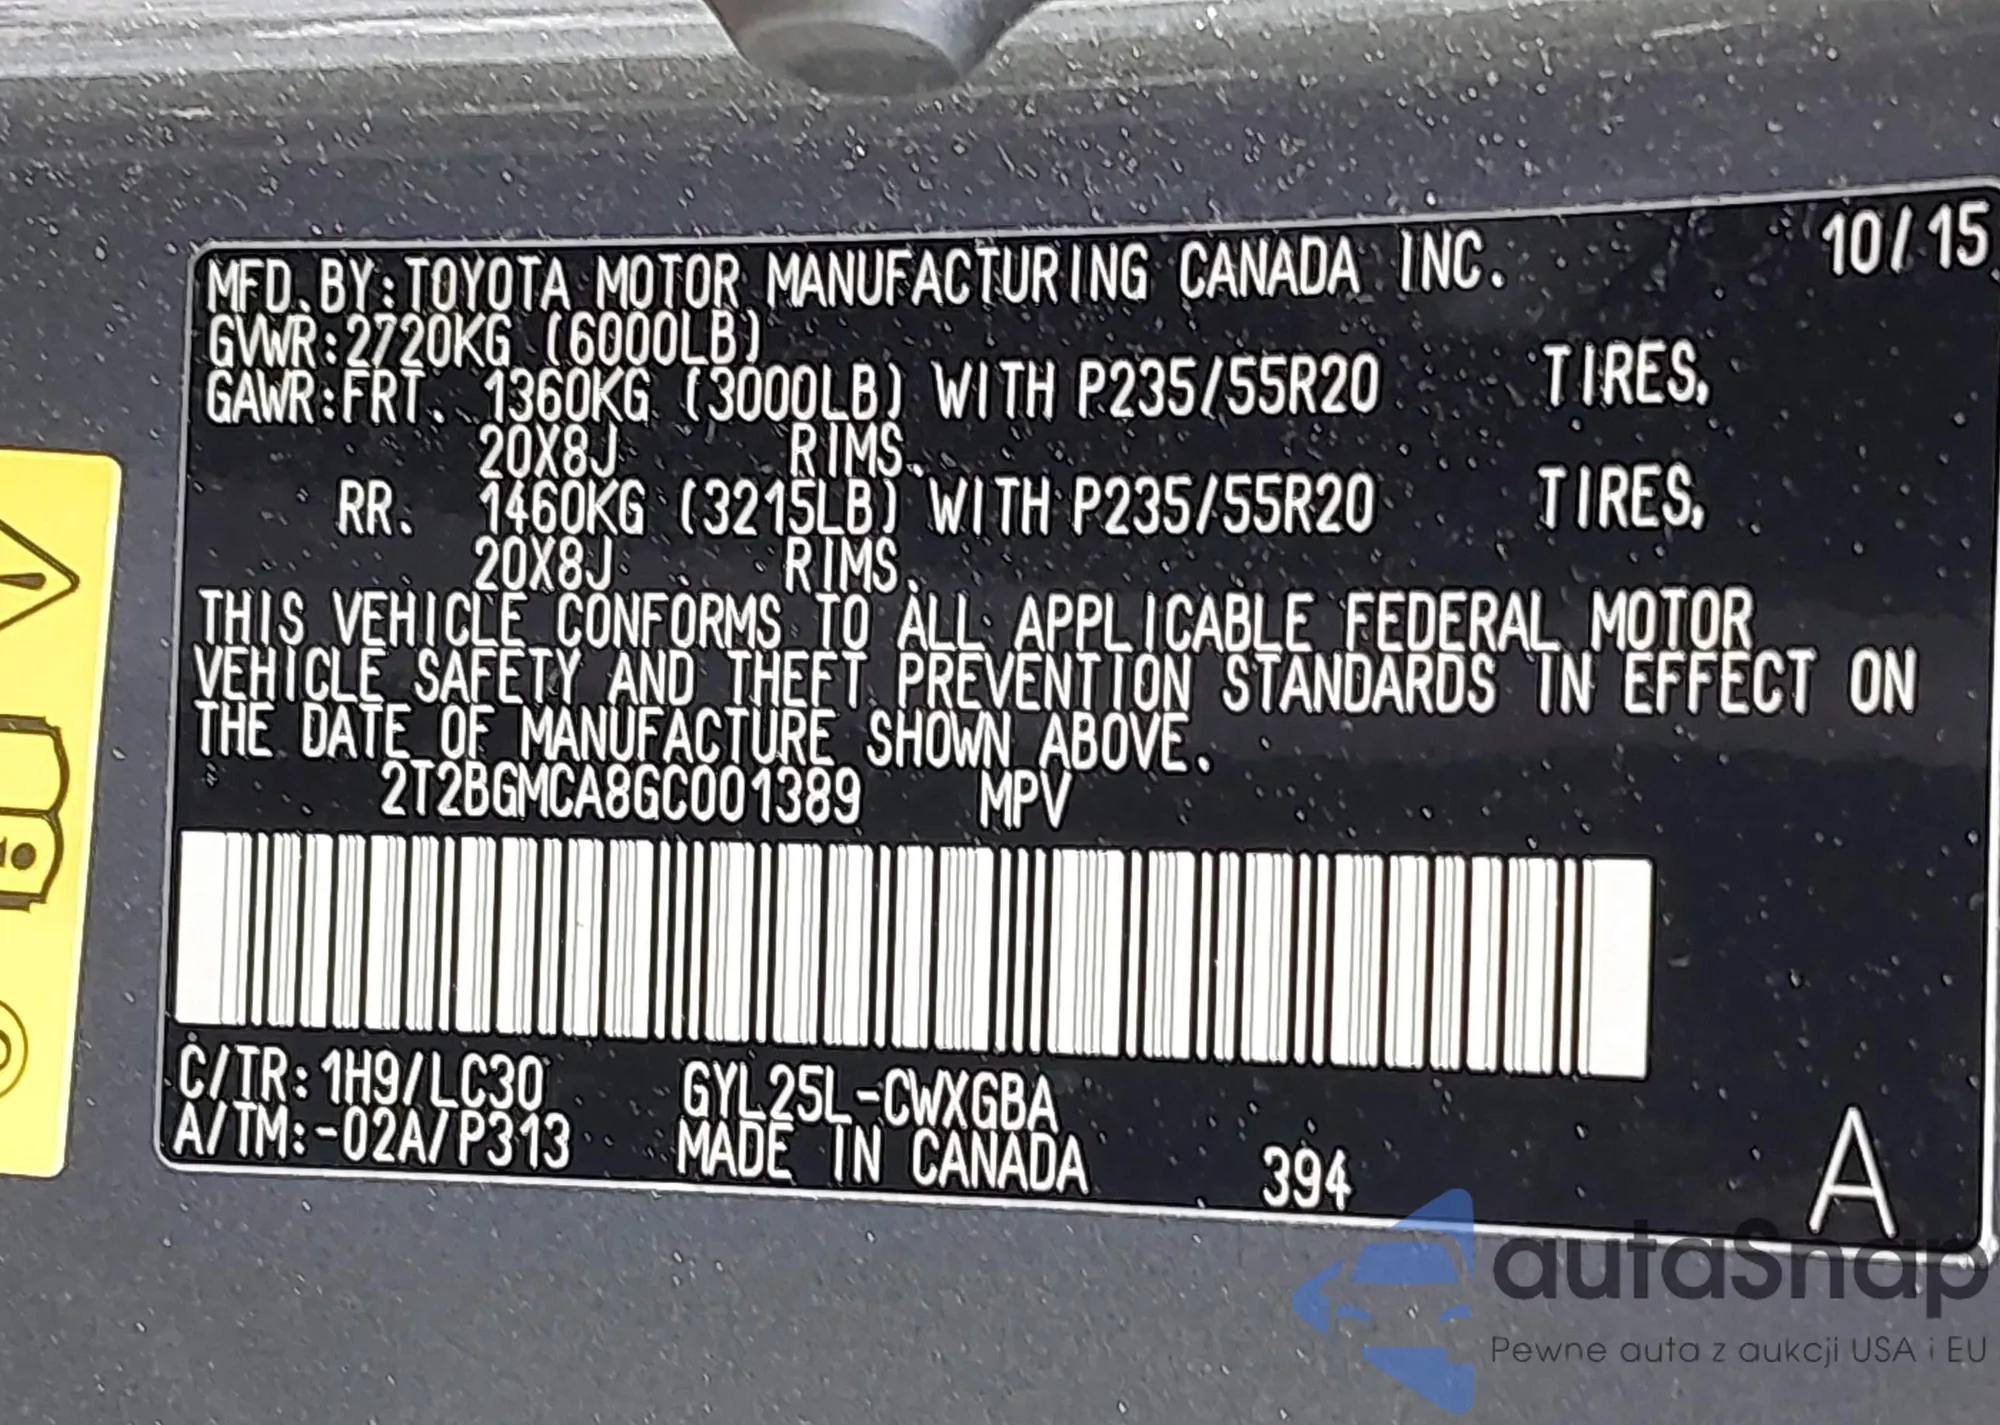 10/15
MFD.BY:TOYOTA MOTOR MANUFACTURING CANADA INC.
GVWR:2720KG (6000LB)
GAWR:FRT. 1360KG (3000LB) WITH P235/55R20 TIRES,
20X8J RIMS.
RR. 1460KG (3215LB) WITH P235/55R20 TIRES,
20X8J RIMS.
THIS VEHICLE CONFORMS TO ALL APPLICABLE FEDERAL MOTOR
VEHICLE SAFETY AND THEFT PREVENTION STANDARDS IN EFFECT ON
THE DATE OF MANUFACTURE SHOWN ABOVE.
2T2BGMCA8GC001389 MPV
C/TR:1H9/LC30 GYL25L-CWXGBA
A/TM:-02A/P313 MADE IN CANADA 394 A
autaSnap
Pewne auta z aukcji USA i EU